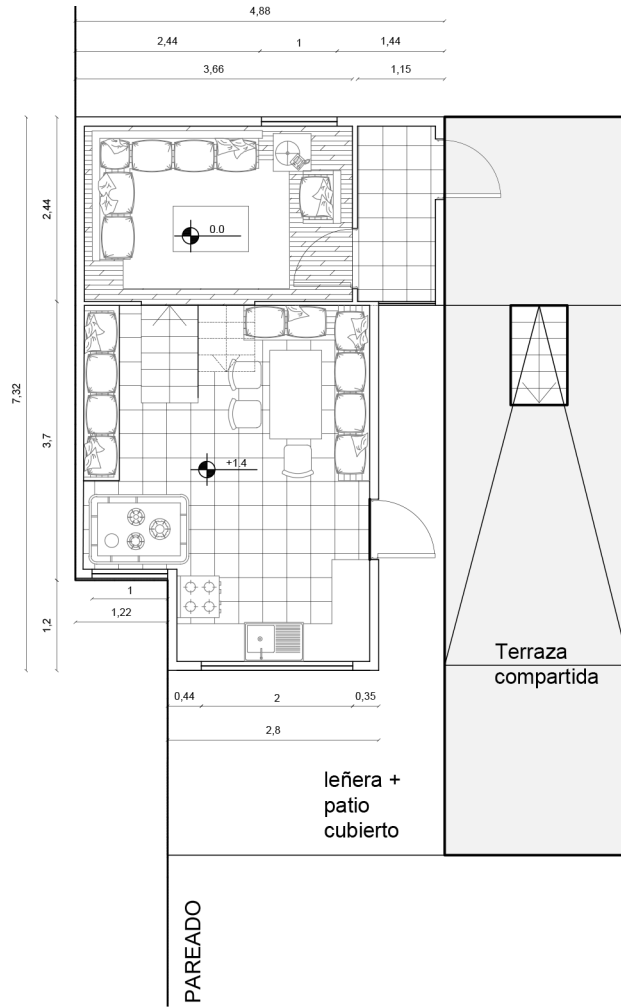 4,88
2,44 1 1,44
3,66 1,15
2,44
0.0
7,32
3,7
+1.4
1
1,22
1,2
Terraza
compartida
0,44 2 0,35
2,8
leñera +
patio
cubierto
PAREADO